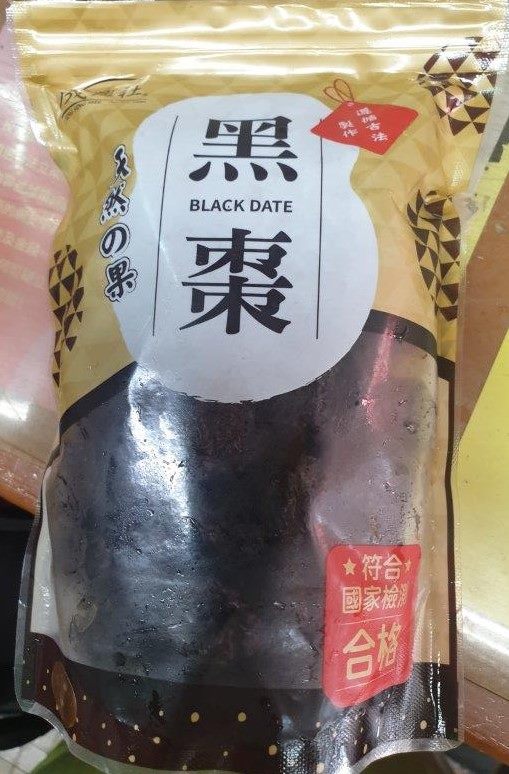 遵循古法
製作
黑
BLACK DATE
棗
天然の果
符合
國家檢測
合格